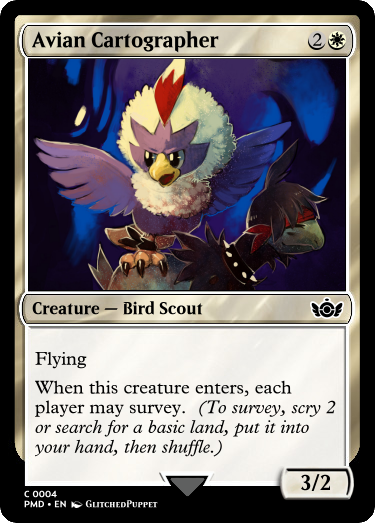 Avian Cartographer 2
Creature — Bird Scout
Flying
When this creature enters, each
player may survey. (To survey, scry 2
or search for a basic land, put it into
your hand, then shuffle.)
3/2
C 0004
PMD • EN GlitchedPuppet